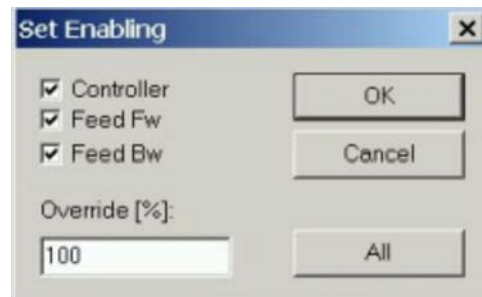 Set Enabling
Controller
Feed Fw
Feed Bw
OK
Cancel
Override [%]:
100
All